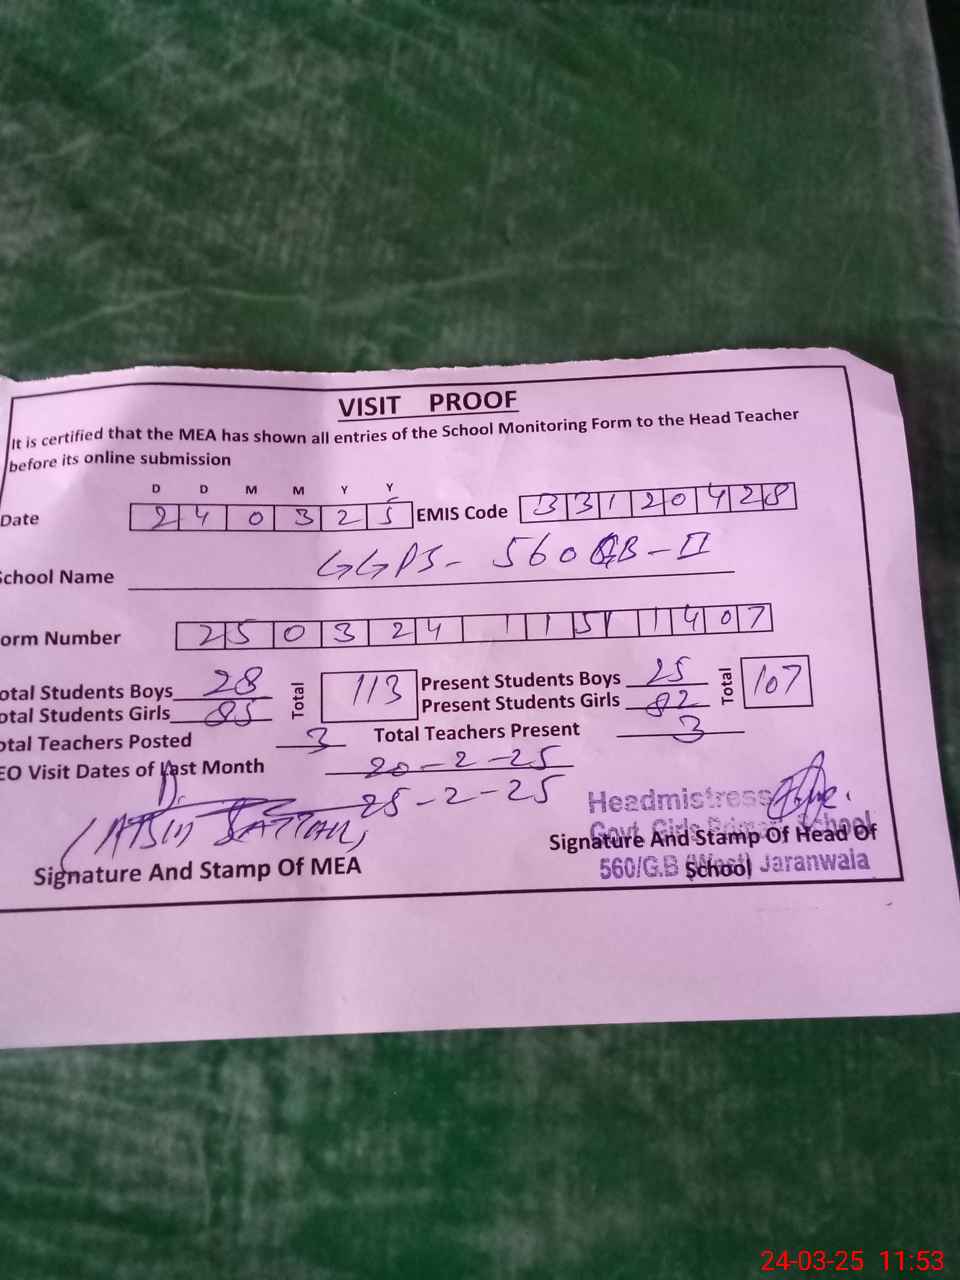 VISIT PROOF
It is certified that the MEA has shown all entries of the School Monitoring Form to the Head Teacher
before its online submission
D D M M Y Y
Date 2 4 0 3 2 5 EMIS Code 3 3 1 2 0 4 2 8
School Name GGPS - 560 GB - II
orm Number 2 5 0 3 2 4 1 1 5 1 4 0 7
otal Students Boys 28 Total 113 Present Students Boys 25 Total 107
otal Students Girls 85 Present Students Girls 82
otal Teachers Posted 3 Total Teachers Present 3
EO Visit Dates of Last Month 20-2-25
25-2-25
Headmistress
Govt. Girls Primary School
Signature And Stamp Of Head Of
School
560/G.B (West) Jaranwala
Signature And Stamp Of MEA
24-03-25 11:53